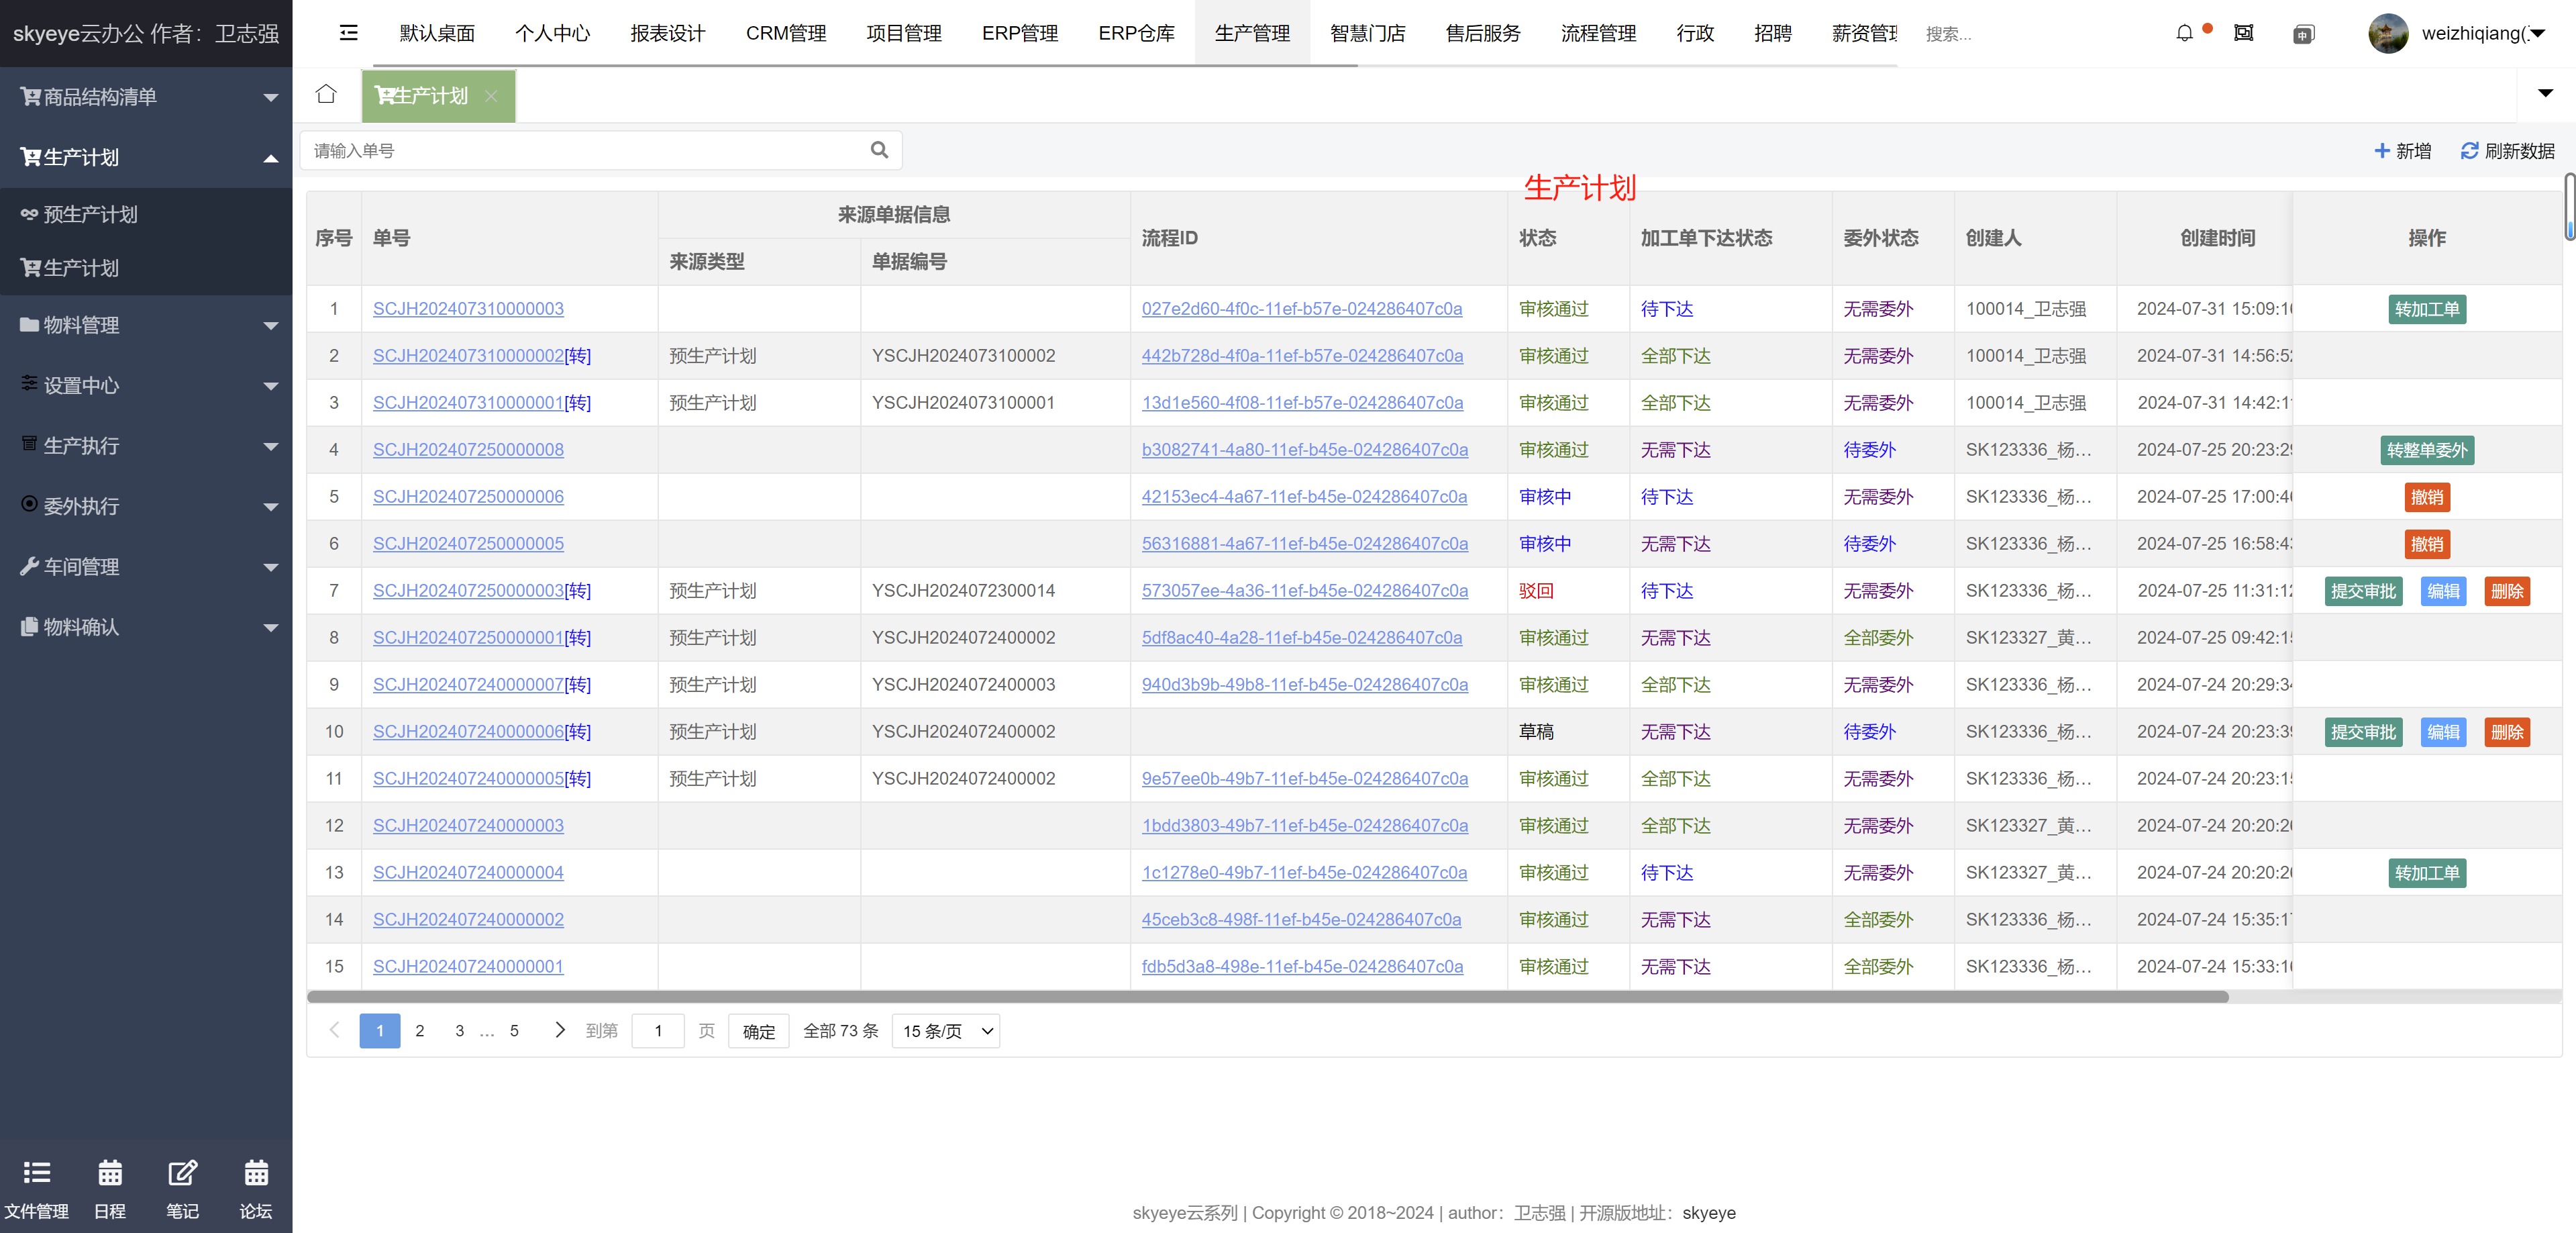 skyeye云办公 作者：卫志强
默认桌面 个人中心 报表设计 CRM管理 项目管理 ERP管理 ERP仓库 生产管理 智慧门店 售后服务 流程管理 行政 招聘 薪资管理 搜索... weizhiqiang(
商品结构清单
生产计划
预生产计划
生产计划
物料管理
设置中心
生产执行
委外执行
车间管理
物料确认
文件管理 日程 笔记 论坛
生产计划
请输入单号 新增 刷新数据
生产计划
序号 单号 来源单据信息 流程ID 状态 加工单下达状态 委外状态 创建人 创建时间 操作
来源类型 单据编号
1 SCJH202407310000003 027e2d60-4f0c-11ef-b57e-024286407c0a 审核通过 待下达 无需委外 100014_卫志强 2024-07-31 15:09:1 转加工单
2 SCJH202407310000002[转] 预生产计划 YSCJH2024073100002 442b728d-4f0a-11ef-b57e-024286407c0a 审核通过 全部下达 无需委外 100014_卫志强 2024-07-31 14:56:5
3 SCJH202407310000001[转] 预生产计划 YSCJH2024073100001 13d1e560-4f08-11ef-b57e-024286407c0a 审核通过 全部下达 无需委外 100014_卫志强 2024-07-31 14:42:1
4 SCJH202407250000008 b3082741-4a80-11ef-b45e-024286407c0a 审核通过 无需下达 待委外 SK123336_杨... 2024-07-25 20:23:2 转整单委外
5 SCJH202407250000006 42153ec4-4a67-11ef-b45e-024286407c0a 审核中 待下达 无需委外 SK123336_杨... 2024-07-25 17:00:4 撤销
6 SCJH202407250000005 56316881-4a67-11ef-b45e-024286407c0a 审核中 无需下达 待委外 SK123336_杨... 2024-07-25 16:58:4 撤销
7 SCJH202407250000003[转] 预生产计划 YSCJH2024072300014 573057ee-4a36-11ef-b45e-024286407c0a 驳回 待下达 无需委外 SK123336_杨... 2024-07-25 11:31:1 提交审批 编辑 删除
8 SCJH202407250000001[转] 预生产计划 YSCJH2024072400002 5df8ac40-4a28-11ef-b45e-024286407c0a 审核通过 无需下达 全部委外 SK123327_黄... 2024-07-25 09:42:1
9 SCJH202407240000007[转] 预生产计划 YSCJH2024072400003 940d3b9b-49b8-11ef-b45e-024286407c0a 审核通过 全部下达 无需委外 SK123336_杨... 2024-07-24 20:29:3
10 SCJH202407240000006[转] 预生产计划 YSCJH2024072400002 草稿 无需下达 待委外 SK123336_杨... 2024-07-24 20:23:3 提交审批 编辑 删除
11 SCJH202407240000005[转] 预生产计划 YSCJH2024072400002 9e57ee0b-49b7-11ef-b45e-024286407c0a 审核通过 全部下达 无需委外 SK123336_杨... 2024-07-24 20:23:1
12 SCJH202407240000003 1bdd3803-49b7-11ef-b45e-024286407c0a 审核通过 全部下达 无需委外 SK123327_黄... 2024-07-24 20:20:2
13 SCJH202407240000004 1c1278e0-49b7-11ef-b45e-024286407c0a 审核通过 待下达 无需委外 SK123327_黄... 2024-07-24 20:20:2 转加工单
14 SCJH202407240000002 45ceb3c8-498f-11ef-b45e-024286407c0a 审核通过 无需下达 全部委外 SK123336_杨... 2024-07-24 15:35:1
15 SCJH202407240000001 fdb5d3a8-498e-11ef-b45e-024286407c0a 审核通过 无需下达 全部委外 SK123336_杨... 2024-07-24 15:33:1
1 2 3 ... 5 到第 1 页 确定 全部 73 条 15 条/页
skyeye云系列 | Copyright © 2018~2024 | author：卫志强 | 开源版地址：skyeye